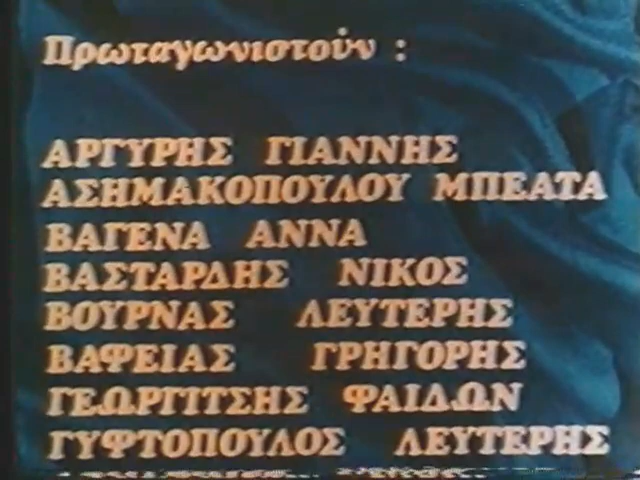 Πρωταγωνιστούν :
ΑΡΓΥΡΗΣ ΓΙΑΝΝΗΣ
ΑΣΗΜΑΚΟΠΟΥΛΟΥ ΜΠΕΑΤΑ
ΒΑΓΕΝΑ ΑΝΝΑ
ΒΑΣΤΑΡΔΗΣ ΝΙΚΟΣ
ΒΟΥΡΝΑΣ ΛΕΥΤΕΡΗΣ
ΒΑΦΕΙΑΣ ΓΡΗΓΟΡΗΣ
ΓΕΩΡΓΙΤΣΗΣ ΦΑΙΔΩΝ
ΓΥΦΤΟΠΟΥΛΟΣ ΛΕΥΤΕΡΗΣ